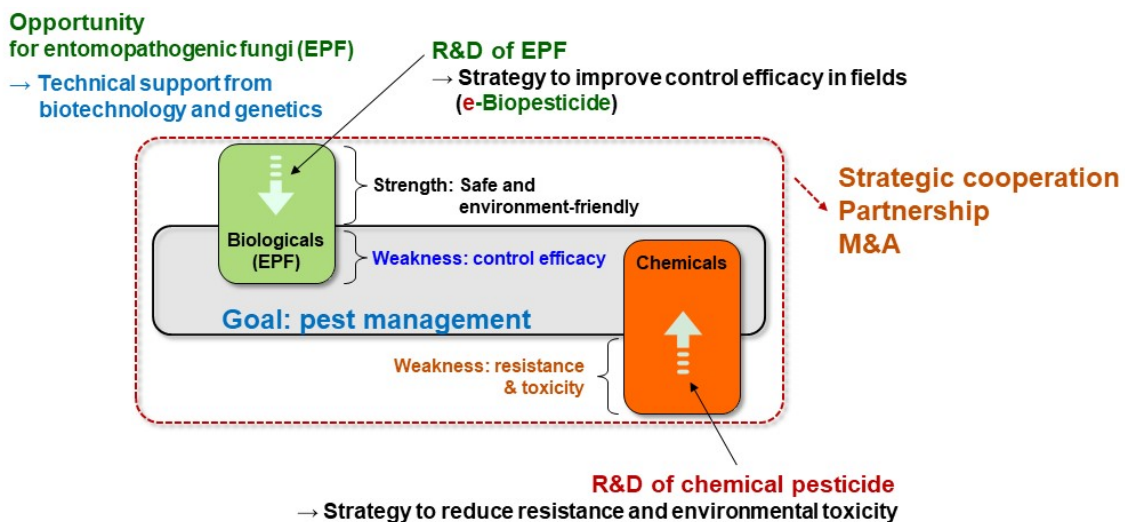 Opportunity
for entomopathogenic fungi (EPF)
→ Technical support from
biotechnology and genetics
R&D of EPF
→ Strategy to improve control efficacy in fields
(e-Biopesticide)
Strength: Safe and
environment-friendly
Biologicals
(EPF)
Weakness: control efficacy
Chemicals
Goal: pest management
Weakness: resistance
& toxicity
Strategic cooperation
Partnership
M&A
R&D of chemical pesticide
→ Strategy to reduce resistance and environmental toxicity